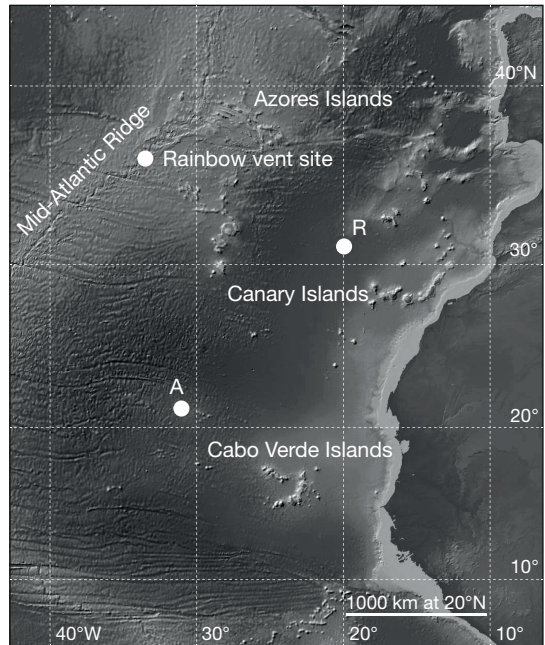 40°N
Azores Islands
Mid-Atlantic Ridge
Rainbow vent site
R
30°
Canary Islands
A
20°
Cabo Verde Islands
10°
1000 km at 20°N
40°W
30°
20°
10°